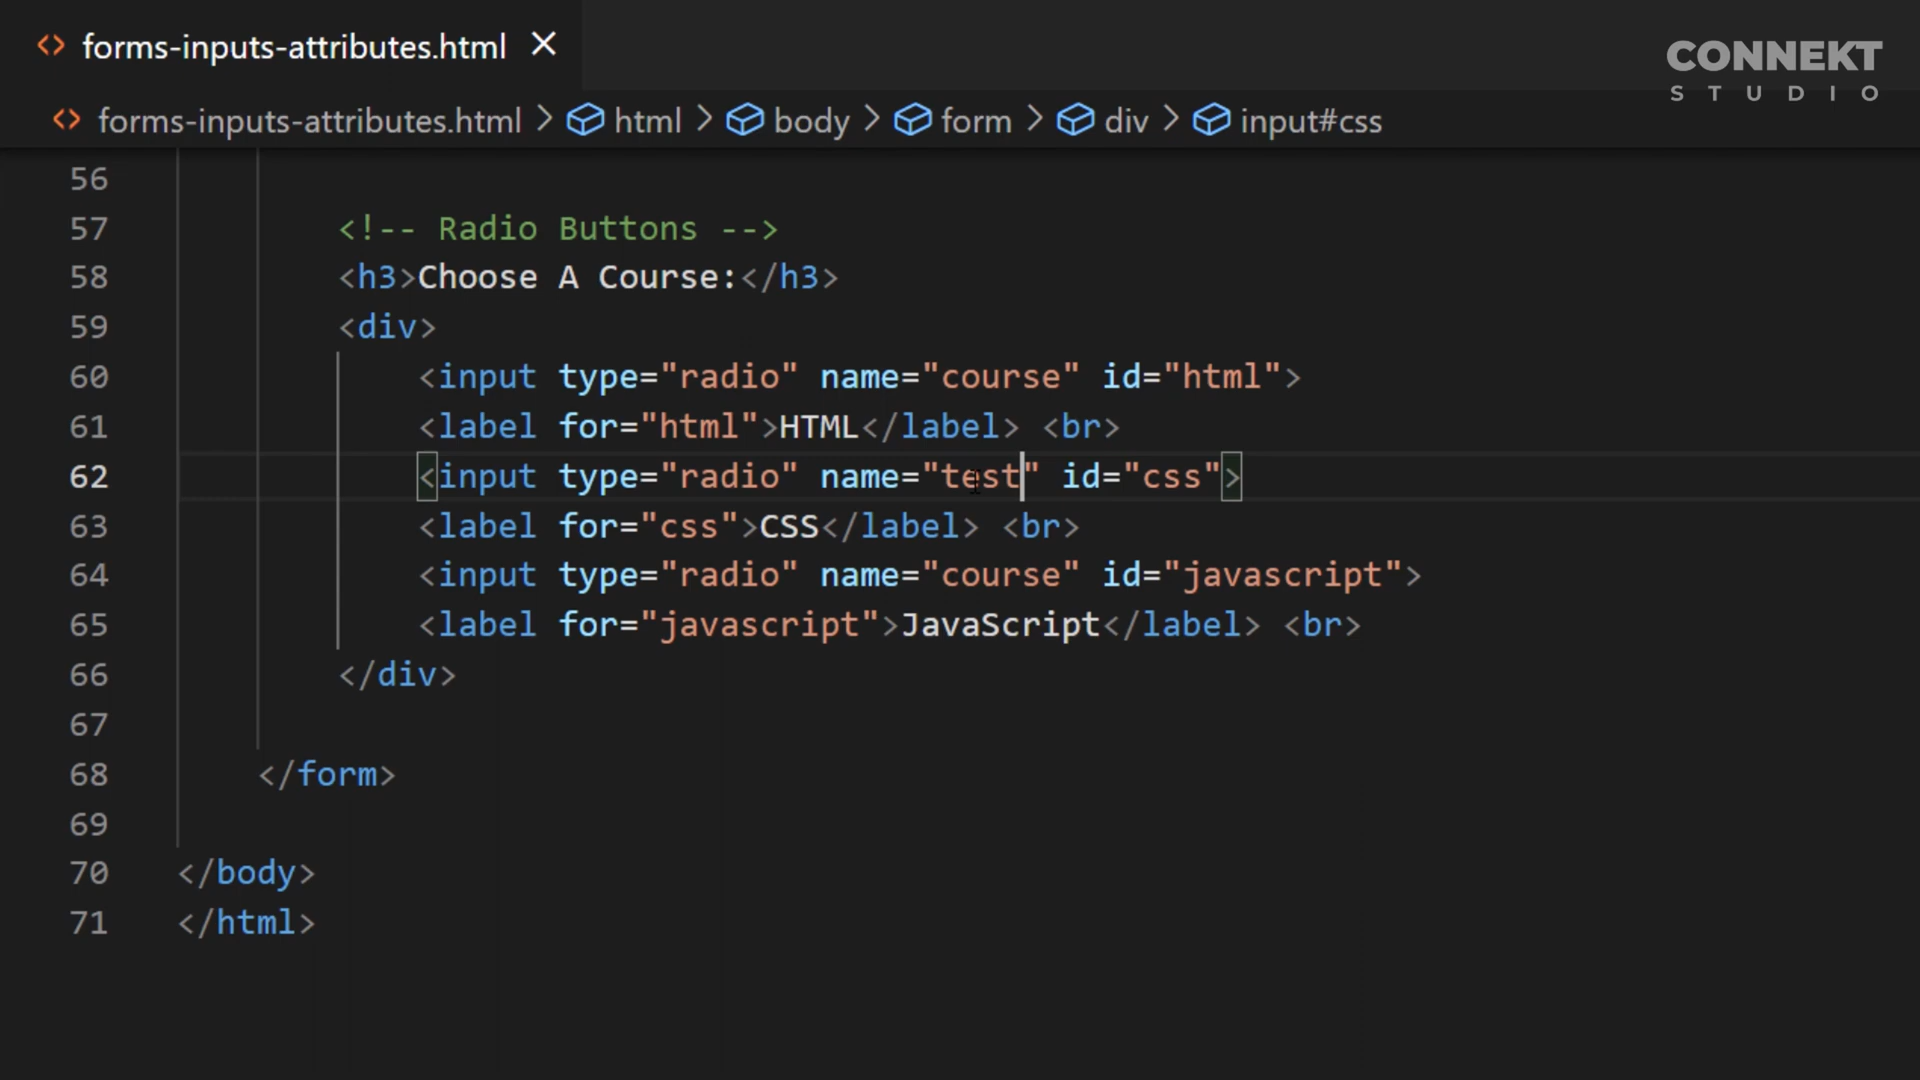 forms-inputs-attributes.html
CONNEKT
STUDIO
forms-inputs-attributes.html > html > body > form > div > input#css
56
57 <!-- Radio Buttons -->
58 <h3>Choose A Course:</h3>
59 <div>
60 <input type="radio" name="course" id="html">
61 <label for="html">HTML</label> <br>
62 <input type="radio" name="test" id="css">
63 <label for="css">CSS</label> <br>
64 <input type="radio" name="course" id="javascript">
65 <label for="javascript">JavaScript</label> <br>
66 </div>
67
68 </form>
69
70 </body>
71 </html>